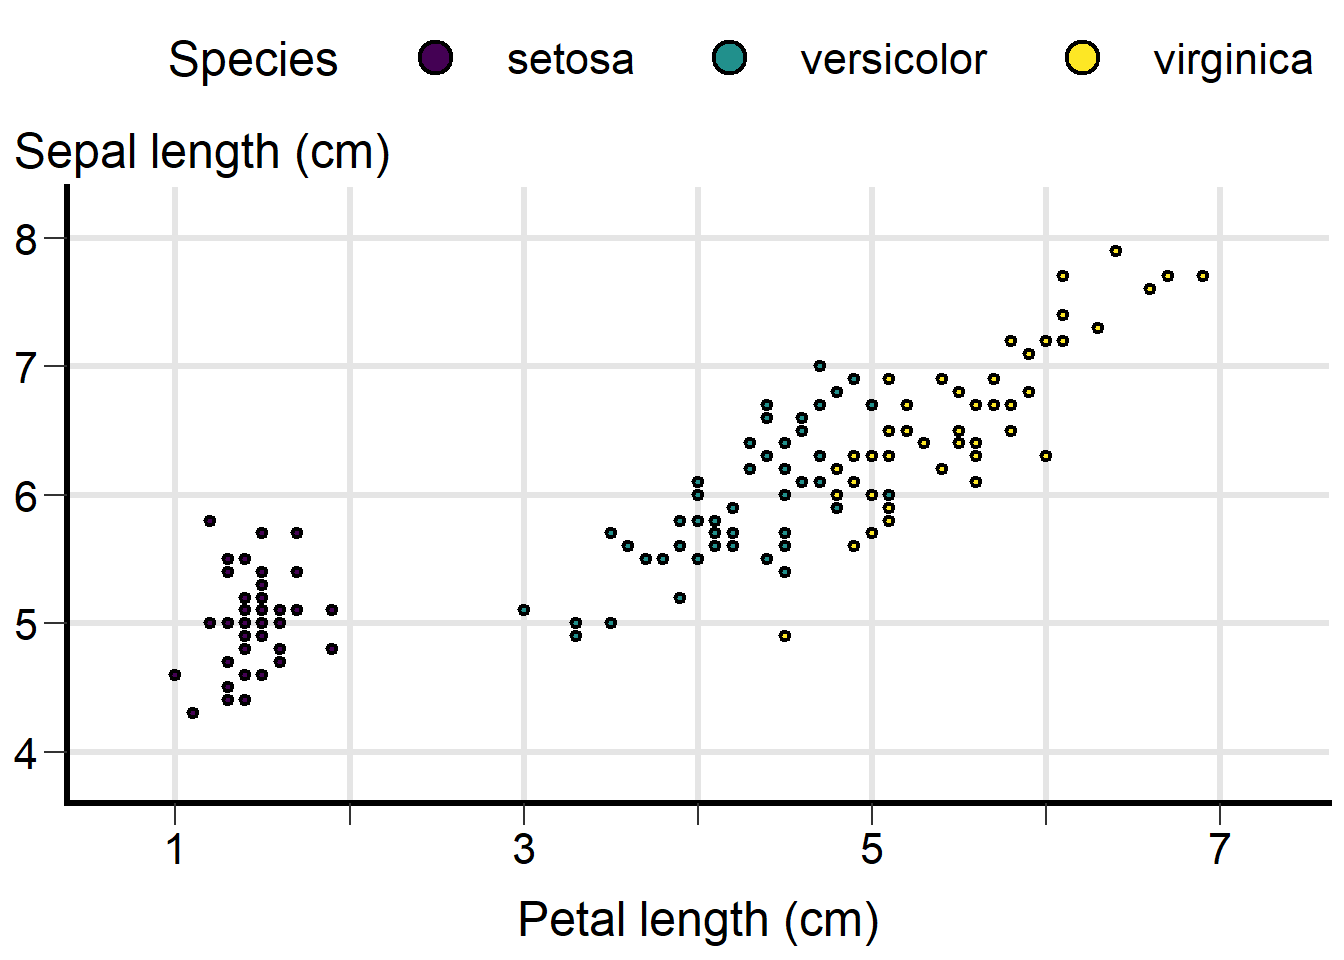 Species setosa versicolor virginica
Sepal length (cm)
8
7
6
5
4
1 3 5 7
Petal length (cm)